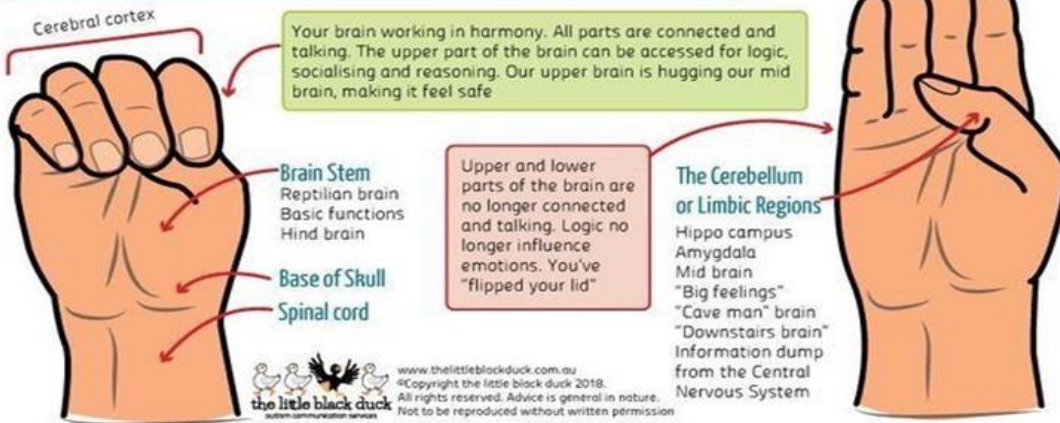 Cerebral cortex
Your brain working in harmony. All parts are connected and
talking. The upper part of the brain can be accessed for logic,
socialising and reasoning. Our upper brain is hugging our mid
brain, making it feel safe
Brain Stem
Reptilian brain
Basic functions
Hind brain
Base of Skull
Spinal cord
Upper and lower
parts of the brain are
no longer connected
and talking. Logic no
longer influence
emotions. You've
"flipped your lid"
The Cerebellum
or Limbic Regions
Hippo campus
Amygdala
Mid brain
"Big feelings"
"Cave man" brain
"Downstairs brain"
Information dump
from the Central
Nervous System
the little black duck
autism communication services
www.thelittleblackduck.com.au
©Copyright the little black duck 2018.
All rights reserved. Advice is general in nature.
Not to be reproduced without written permission